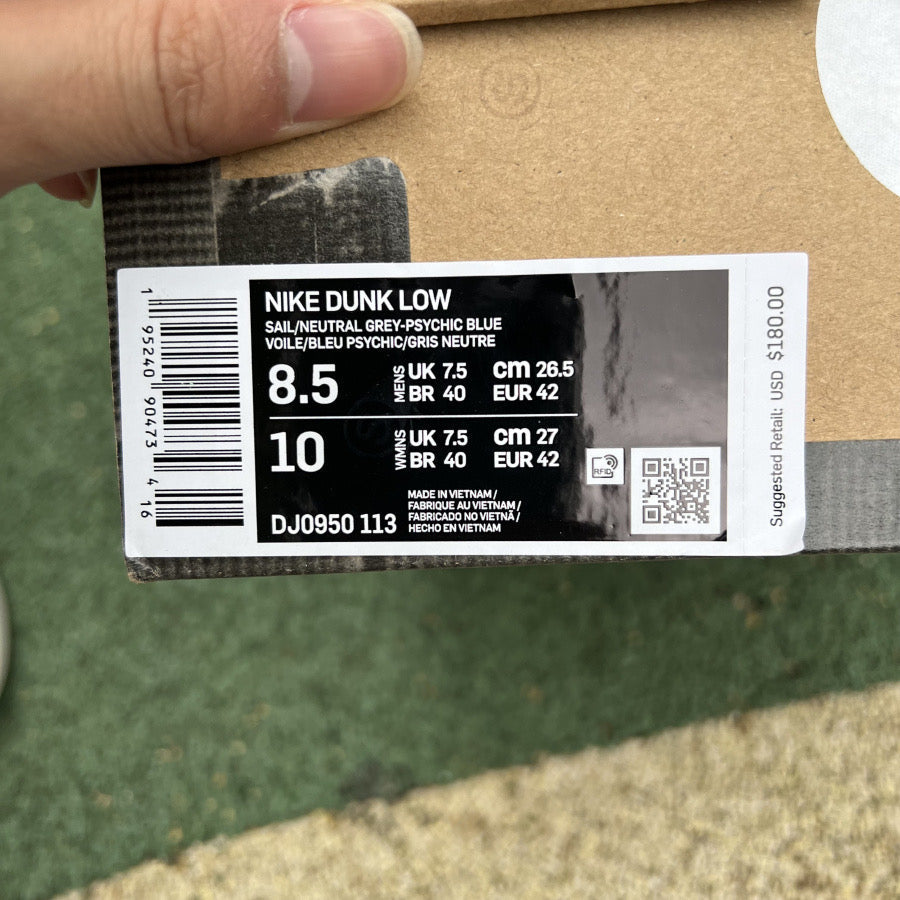 NIKE DUNK LOW
SAIL/NEUTRAL GREY-PSYCHIC BLUE
VOILE/BLEU PSYCHIC/GRIS NEUTRE
8.5 MENS UK 7.5 cm 26.5
BR 40 EUR 42
10 WMNS UK 7.5 cm 27
BR 40 EUR 42
DJ0950 113
MADE IN VIETNAM /
FABRIQUE AU VIETNAM /
FABRICADO NO VIETNÃ /
HECHO EN VIETNAM
RFID
1 95240 90473 4 16
Suggested Retail: USD $180.00